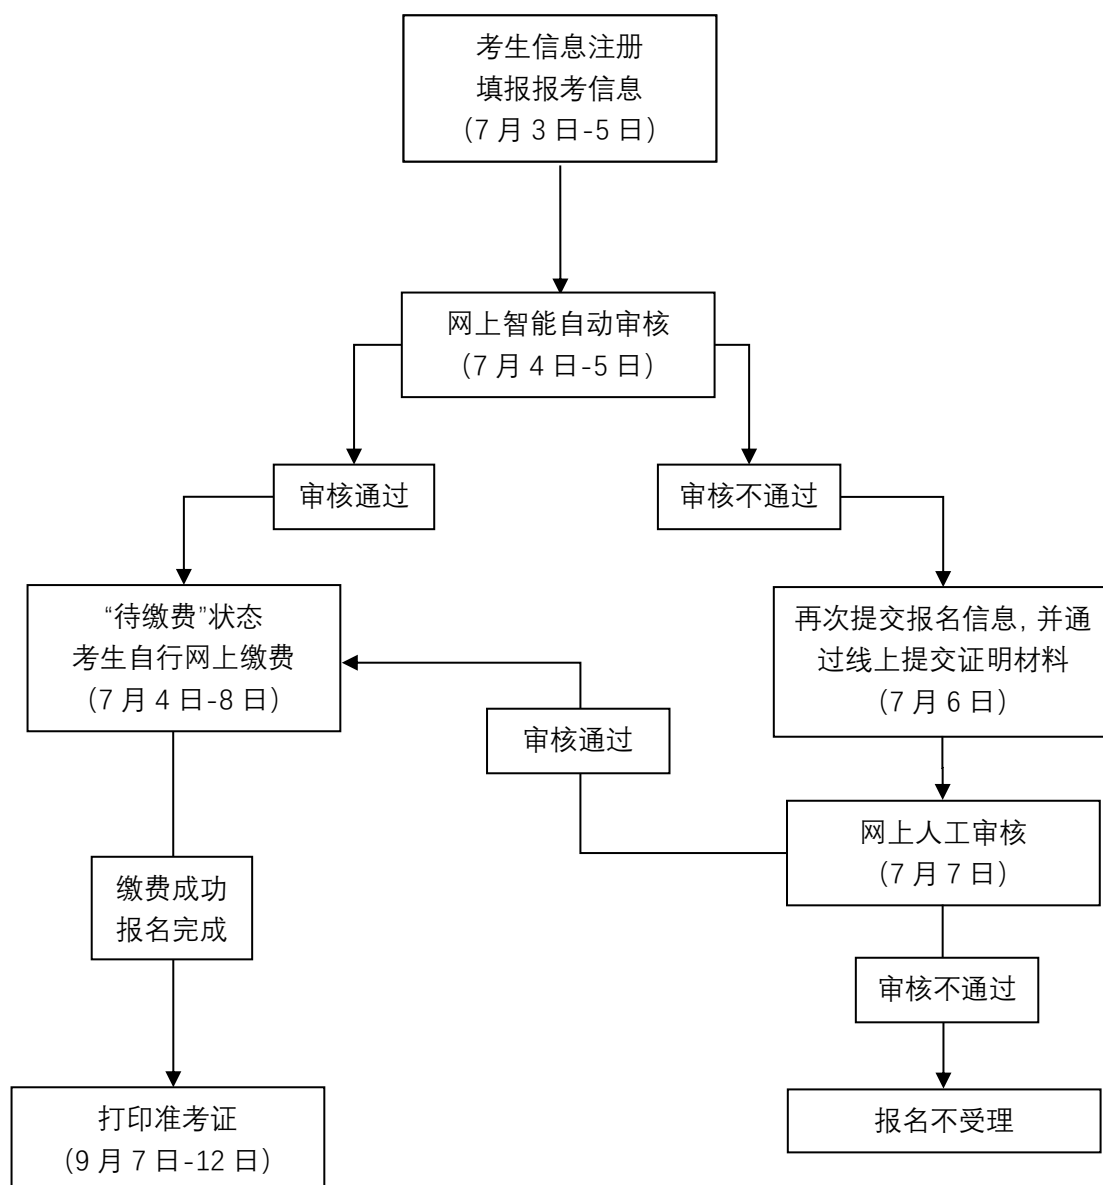 考生信息注册
填报报考信息
（7 月 3 日-5 日）
网上智能自动审核
（7 月 4 日-5 日）
审核通过
审核不通过
“待缴费”状态
考生自行网上缴费
（7 月 4 日-8 日）
再次提交报名信息，并通
过线上提交证明材料
（7 月 6 日）
审核通过
网上人工审核
（7 月 7 日）
缴费成功
报名完成
审核不通过
打印准考证
（9 月 7 日-12 日）
报名不受理